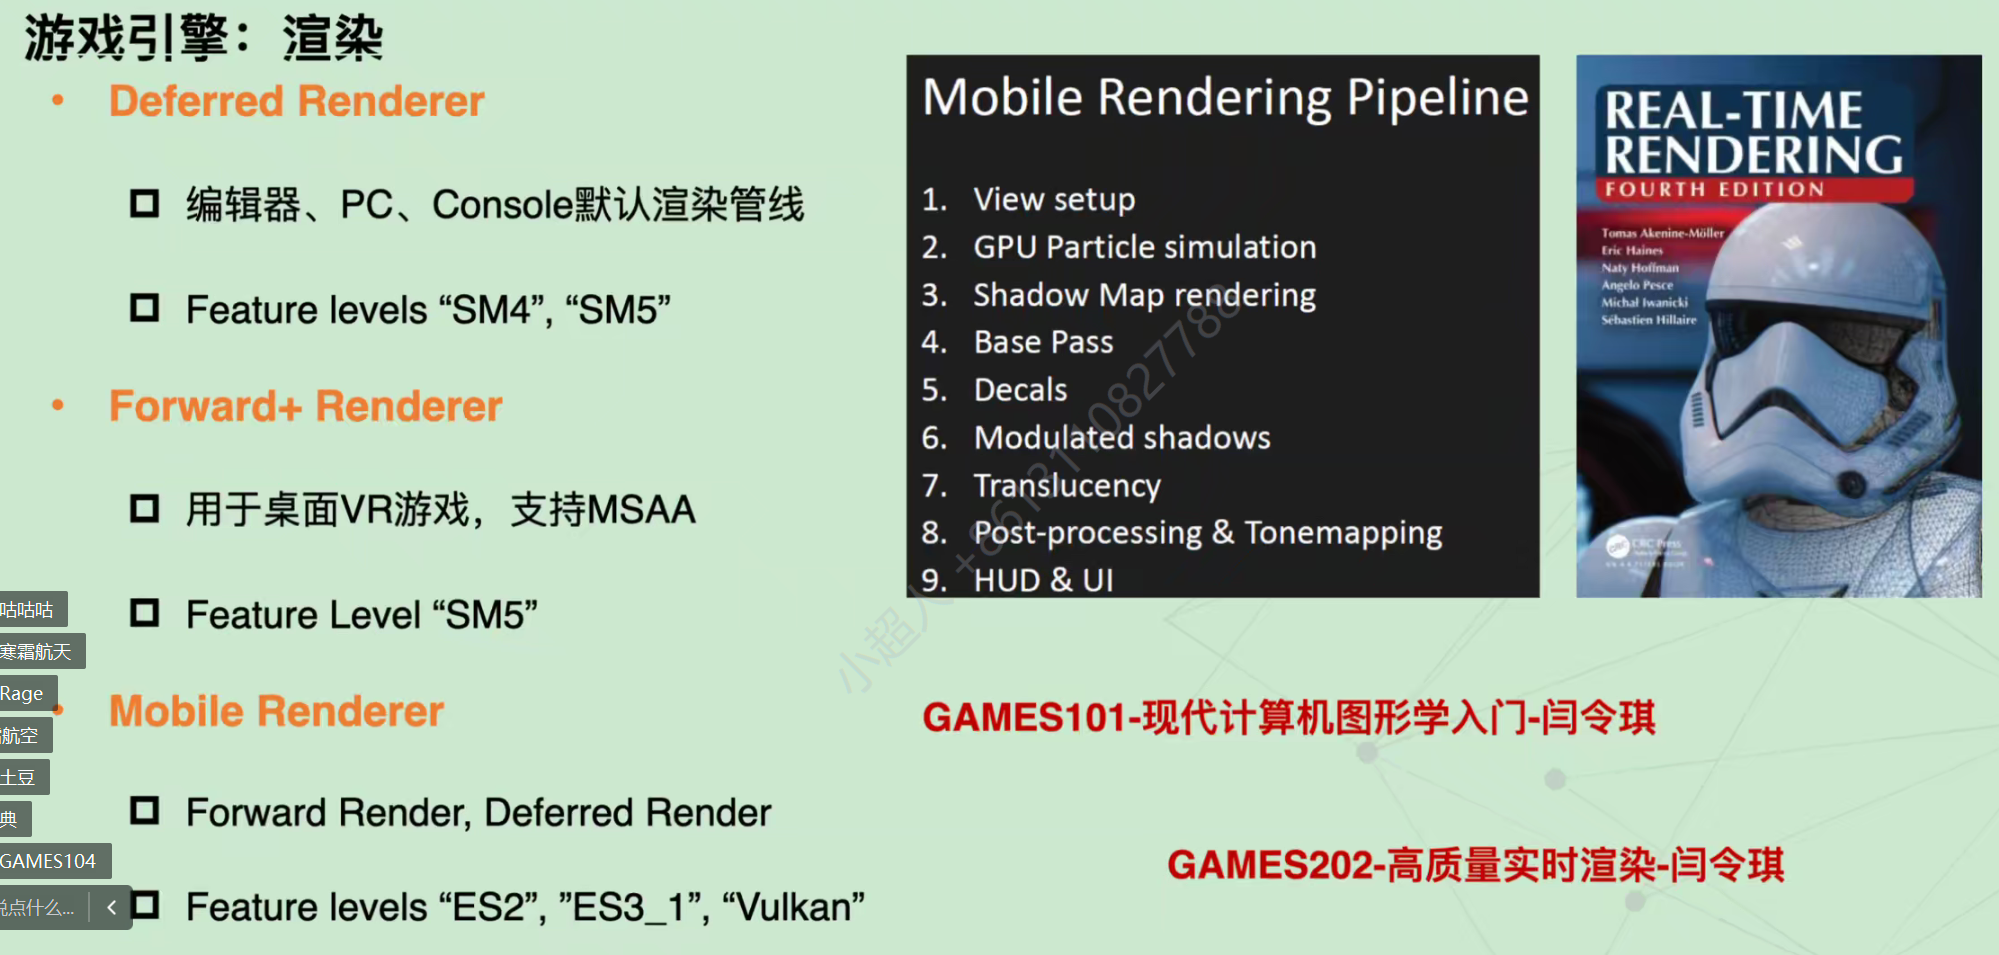 游戏引擎：渲染
• Deferred Renderer
编辑器、PC、Console默认渲染管线
Feature levels “SM4”, “SM5”
• Forward+ Renderer
用于桌面VR游戏，支持MSAA
Feature Level “SM5”
• Mobile Renderer
Forward Render, Deferred Render
Feature levels “ES2”, ”ES3_1”, “Vulkan”
Mobile Rendering Pipeline
1. View setup
2. GPU Particle simulation
3. Shadow Map rendering
4. Base Pass
5. Decals
6. Modulated shadows
7. Translucency
8. Post-processing & Tonemapping
9. HUD & UI
REAL-TIME
RENDERING
FOURTH EDITION
Tomas Akenine-Möller
Eric Haines
Naty Hoffman
Angelo Pesce
Michał Iwanicki
Sébastien Hillaire
CRC Press
GAMES101-现代计算机图形学入门-闫令琪
GAMES202-高质量实时渲染-闫令琪
咕咕咕
寒霜航天
Rage
航空
土豆
典
GAMES104
说点什么...
小超人 +8613110827788